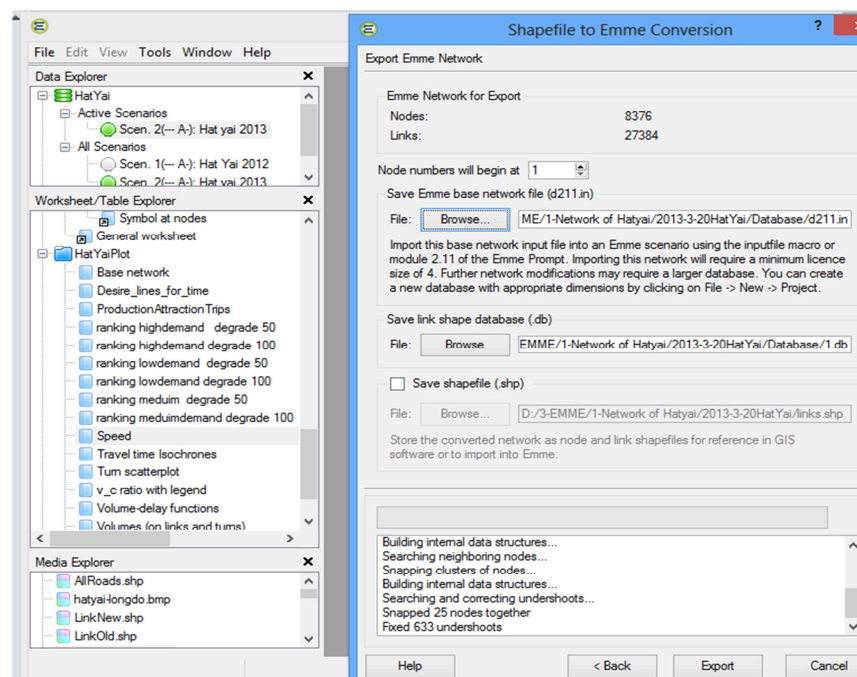 File Edit View Tools Window Help
Data Explorer
HatYai
Active Scenarios
Scen. 2(--- A-): Hat yai 2013
All Scenarios
Scen. 1(--- A-): Hat Yai 2012
Scen. 2(--- A-): Hat yai 2013
Worksheet/Table Explorer
Symbol at nodes
General worksheet
HatYaiPlot
Base network
Desire_lines_for_time
ProductionAttractionTrips
ranking highdemand degrade 50
ranking highdemand degrade 100
ranking lowdemand degrade 50
ranking lowdemand degrade 100
ranking meduim degrade 50
ranking meduimdemand degrade 100
Speed
Travel time Isochrones
Turn scatterplot
v_c ratio with legend
Volume-delay functions
Volumes (on links and turns)
Media Explorer
AllRoads.shp
hatyai-longdo.bmp
LinkNew.shp
LinkOld.shp
Shapefile to Emme Conversion
?
Export Emme Network
Emme Network for Export
Nodes: 8376
Links: 27384
Node numbers will begin at 1
Save Emme base network file (d211.in)
File: Browse... ME/1-Network of Hatyai/2013-3-20HatYai/Database/d211.in
Import this base network input file into an Emme scenario using the inputfile macro or
module 2.11 of the Emme Prompt. Importing this network will require a minimum licence
size of 4. Further network modifications may require a larger database. You can create
a new database with appropriate dimensions by clicking on File -> New -> Project.
Save link shape database (.db)
File: Browse EMME/1-Network of Hatyai/2013-3-20HatYai/Database/1.db
Save shapefile (.shp)
File: Browse... D:/3-EMME/1-Network of Hatyai/2013-3-20HatYai/links.shp
Store the converted network as node and link shapefiles for reference in GIS
software or to import into Emme.
Building internal data structures...
Searching neighboring nodes...
Snapping clusters of nodes...
Building internal data structures...
Searching and correcting undershoots...
Snapped 25 nodes together
Fixed 633 undershoots
Help < Back Export Cancel